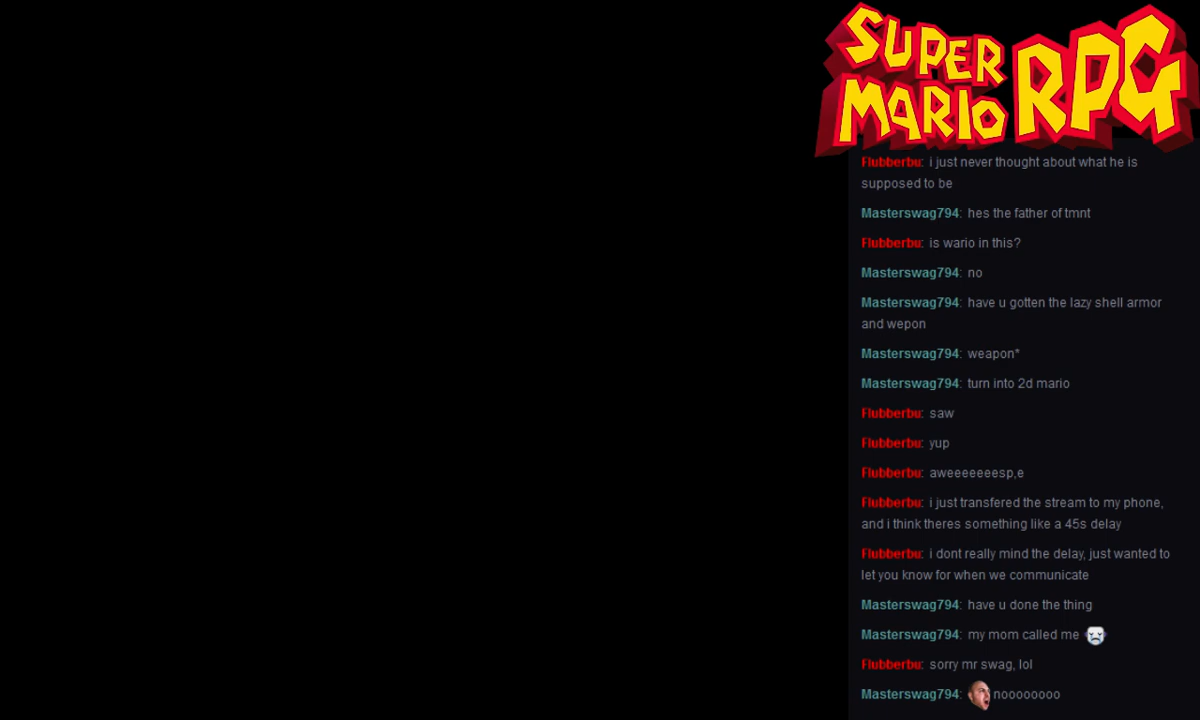 SUPER
MARIO RPG
Flubberbu: i just never thought about what he is
supposed to be
Masterswag794: hes the father of tmnt
Flubberbu: is wario in this?
Masterswag794: no
Masterswag794: have u gotten the lazy shell armor
and wepon
Masterswag794: weapon*
Masterswag794: turn into 2d mario
Flubberbu: saw
Flubberbu: yup
Flubberbu: aweeeeeeesp,e
Flubberbu: i just transfered the stream to my phone,
and i think theres something like a 45s delay
Flubberbu: i dont really mind the delay, just wanted to
let you know for when we communicate
Masterswag794: have u done the thing
Masterswag794: my mom called me
Flubberbu: sorry mr swag, lol
Masterswag794: noooooooo